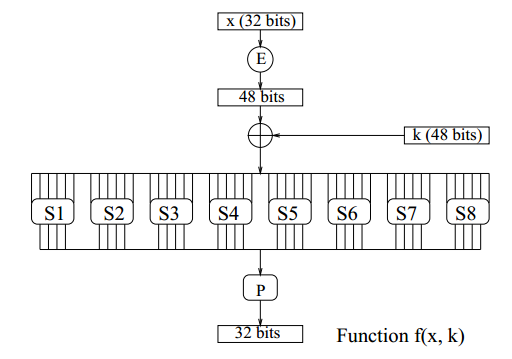 x (32 bits)
E
48 bits
k (48 bits)
S1 S2 S3 S4 S5 S6 S7 S8
P
32 bits
Function f(x, k)